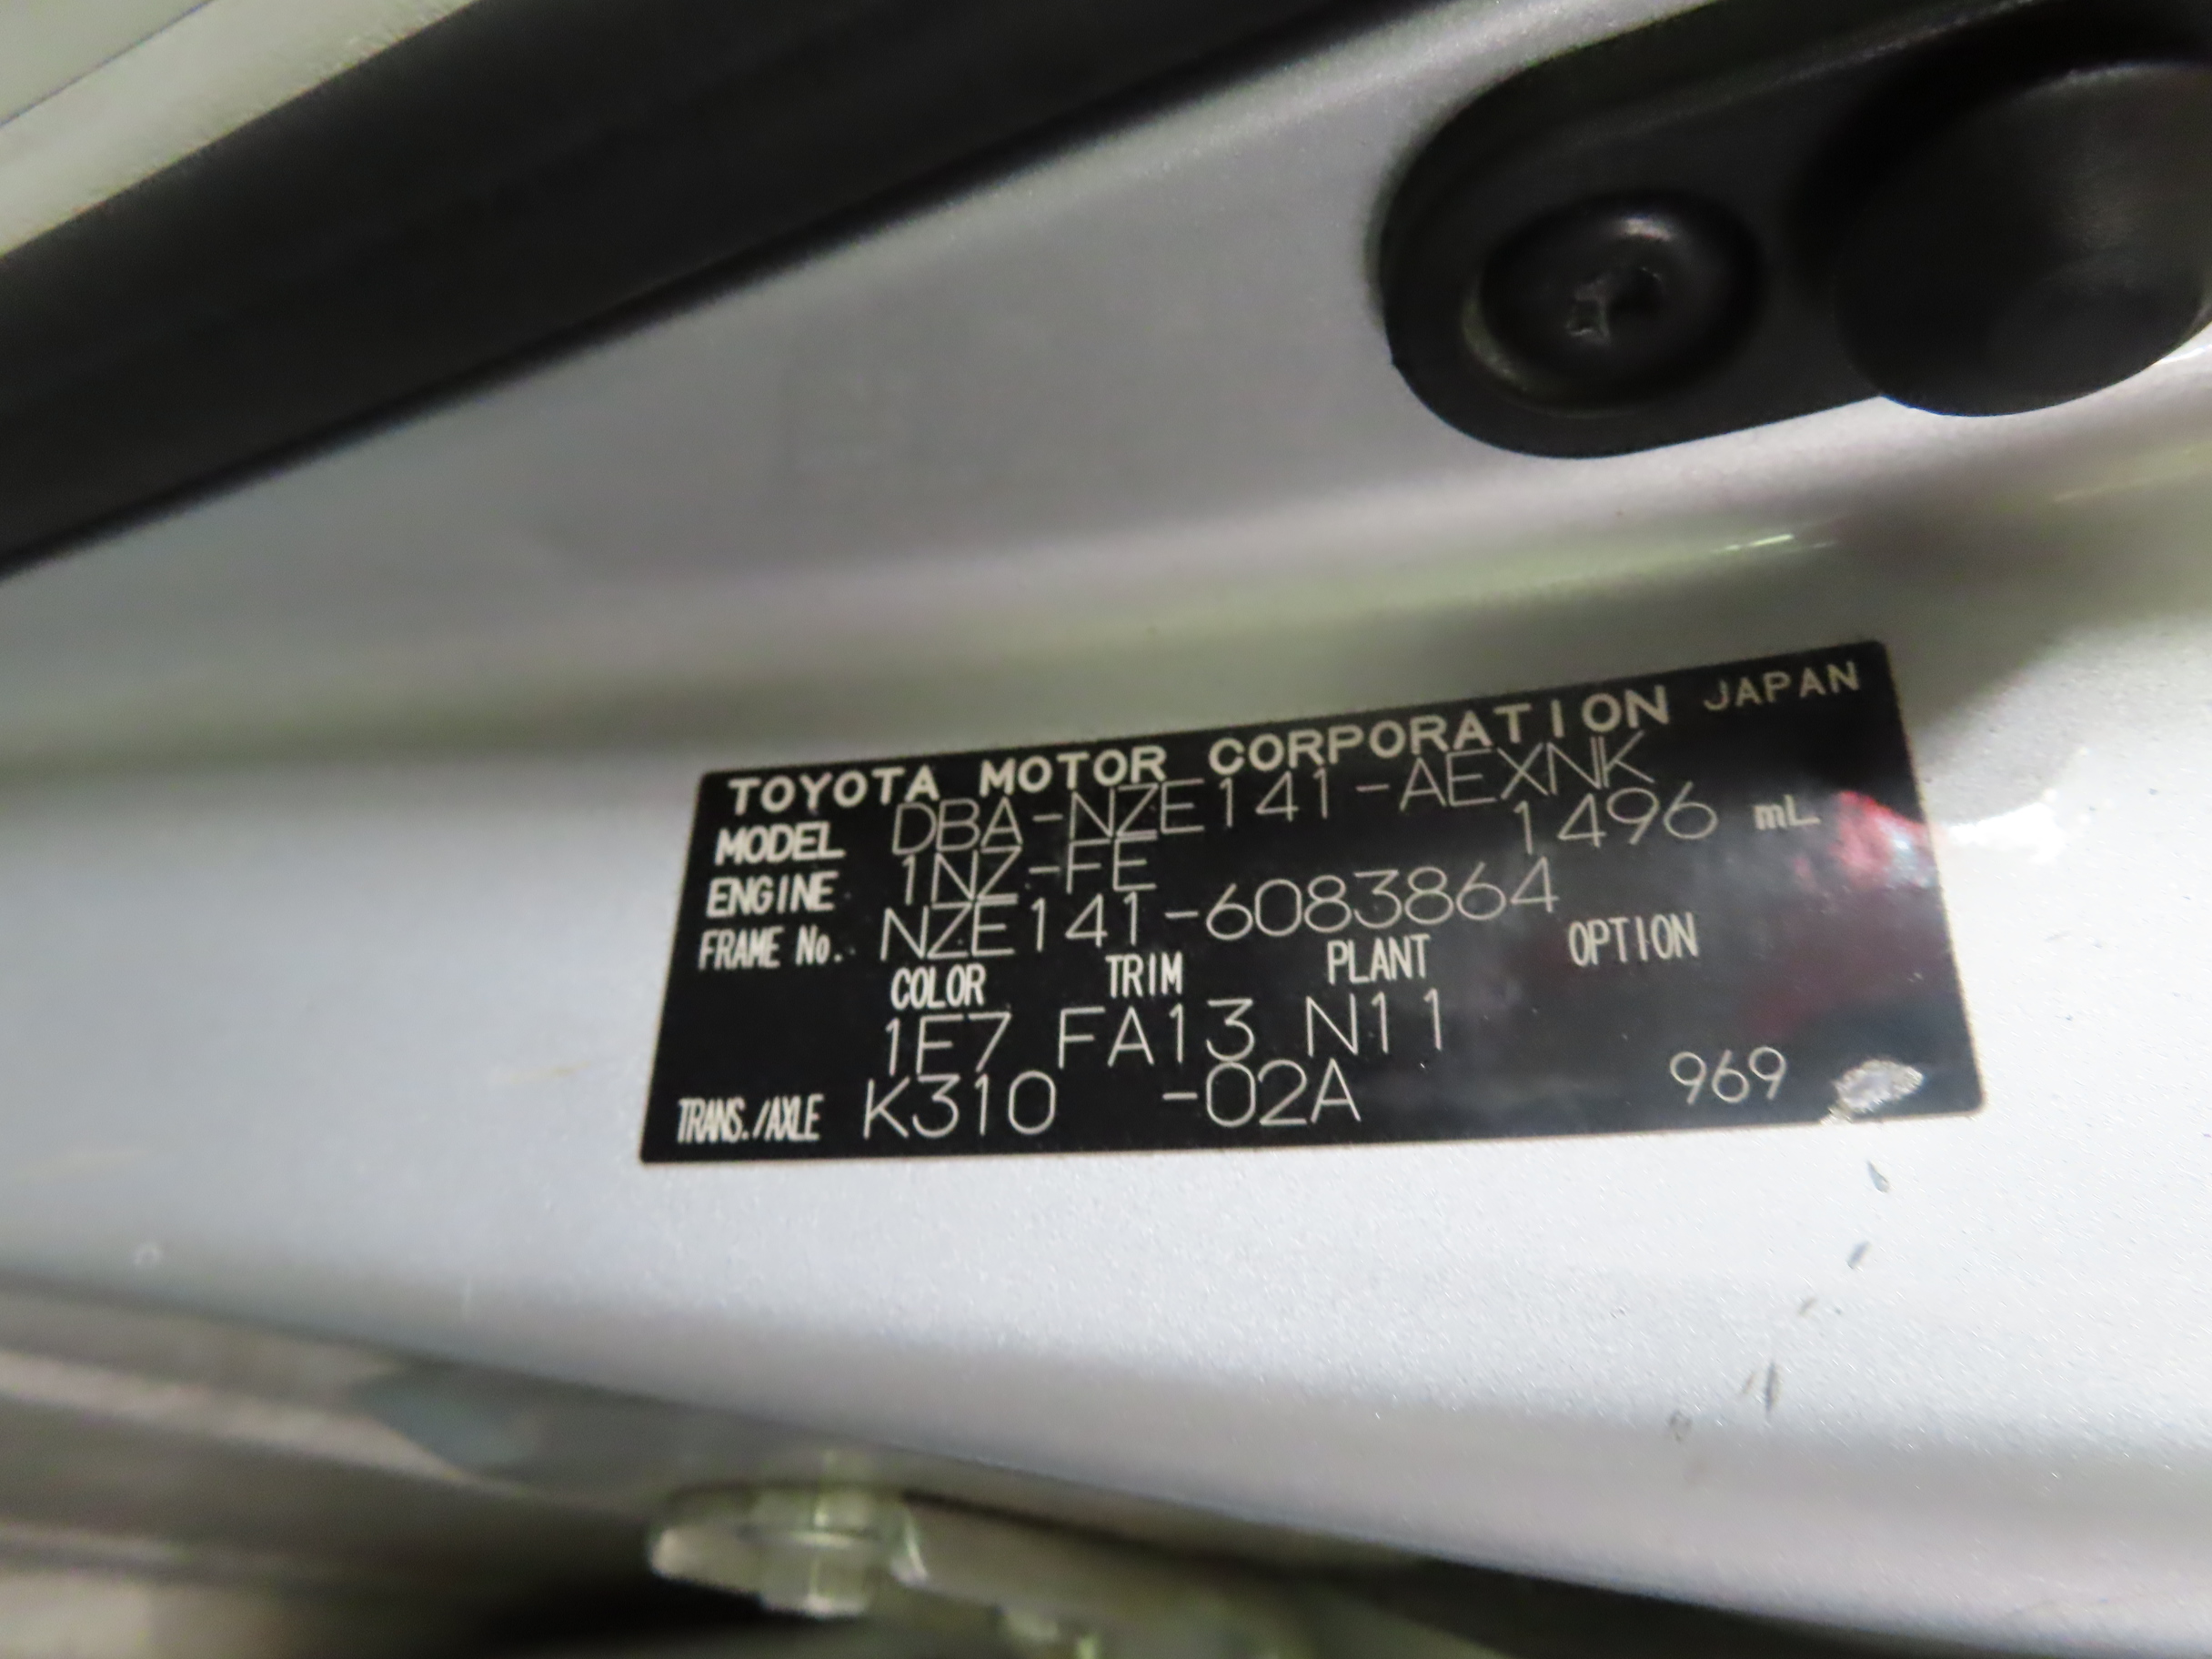 TOYOTA MOTOR CORPORATION JAPAN
MODEL DBA-NZE141-AEXNK
ENGINE 1NZ-FE 1496 mL
FRAME No. NZE141-6083864
COLOR TRIM PLANT OPTION
1F7 FA13 N11
TRANS./AXLE K310 -02A 969